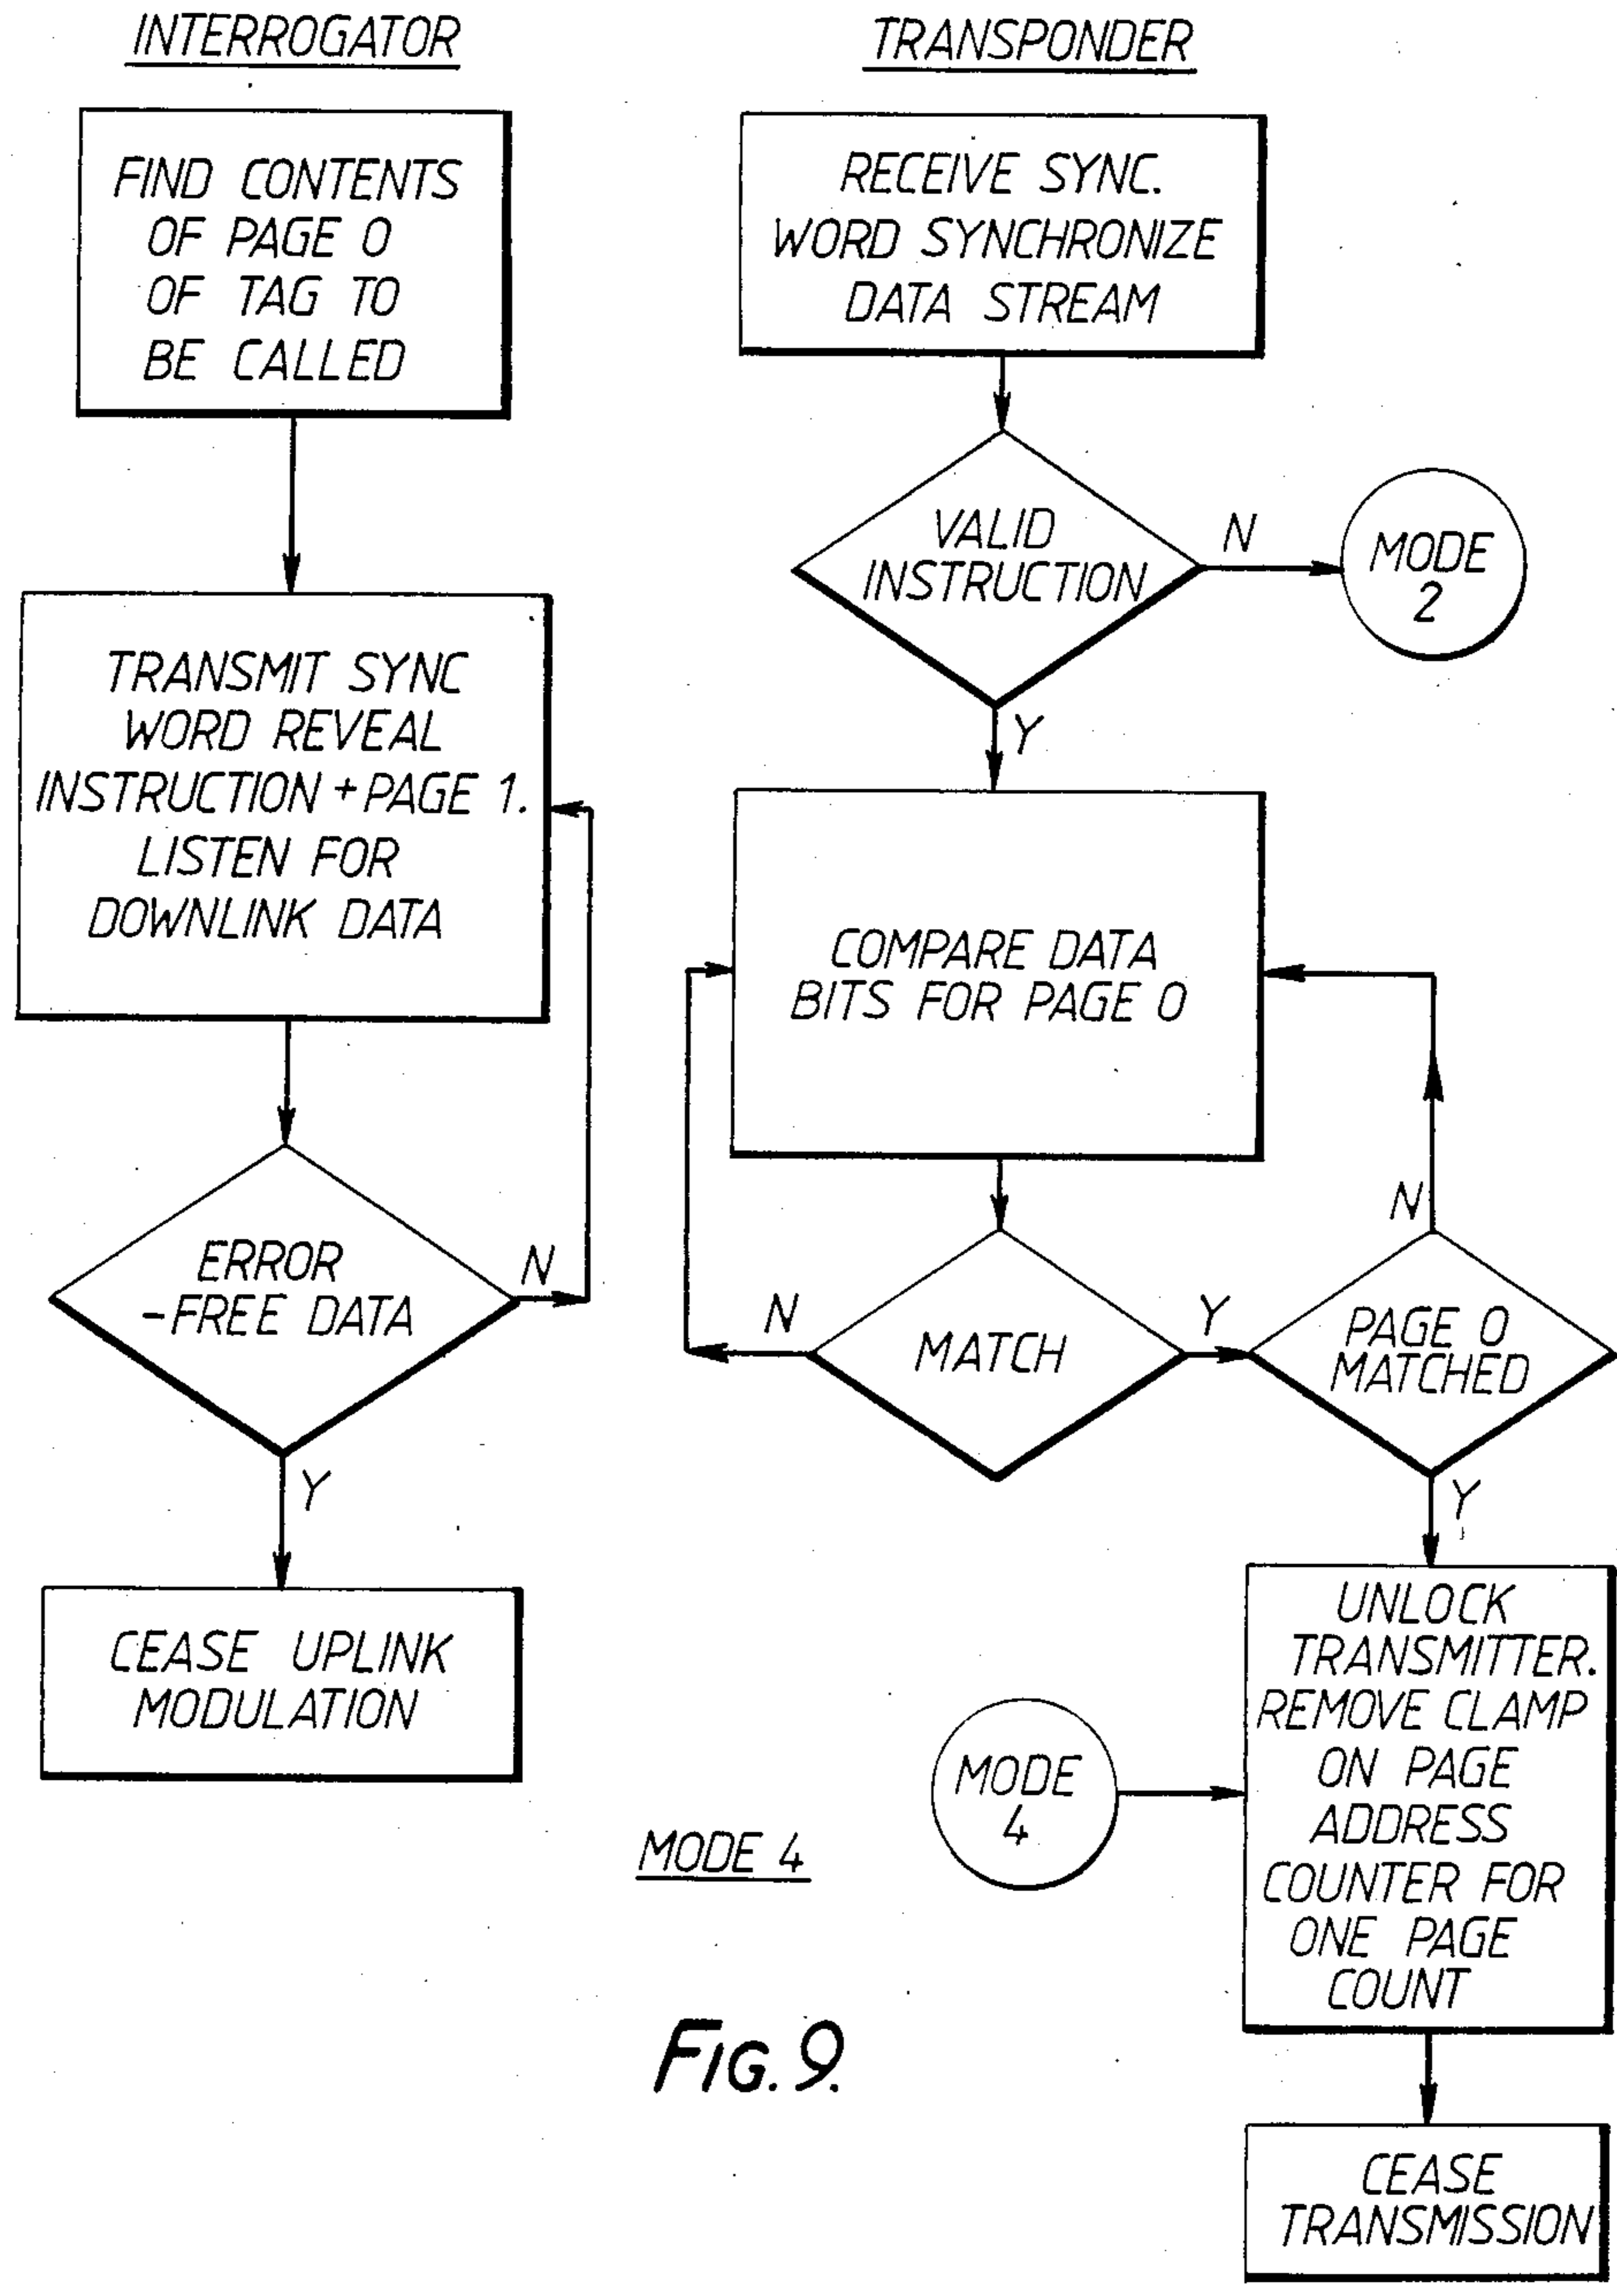 INTERROGATOR
FIND CONTENTS
OF PAGE 0
OF TAG TO
BE CALLED
TRANSMIT SYNC
WORD REVEAL
INSTRUCTION + PAGE 1.
LISTEN FOR
DOWNLINK DATA
ERROR
-FREE DATA
N
Y
CEASE UPLINK
MODULATION
TRANSPONDER
RECEIVE SYNC.
WORD SYNCHRONIZE
DATA STREAM
VALID
INSTRUCTION
N
MODE
2
Y
COMPARE DATA
BITS FOR PAGE 0
MATCH
N
Y
PAGE 0
MATCHED
N
Y
UNLOCK
TRANSMITTER.
REMOVE CLAMP
ON PAGE
ADDRESS
COUNTER FOR
ONE PAGE
COUNT
MODE
4
CEASE
TRANSMISSION
MODE 4
FIG. 9.